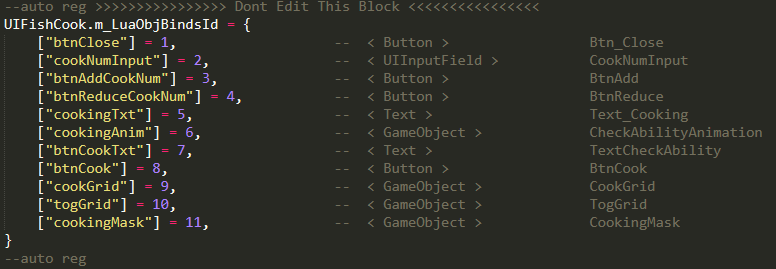 --auto reg >>>>>>>>>>>>>>>> Dont Edit This Block <<<<<<<<<<<<<<<<
UIFishCook.m_LuaObjBindsId = {
    ["btnClose"] = 1,                   --  < Button >                 Btn_Close
    ["cookNumInput"] = 2,               --  < UIInputField >           CookNumInput
    ["btnAddCookNum"] = 3,              --  < Button >                 BtnAdd
    ["btnReduceCookNum"] = 4,           --  < Button >                 BtnReduce
    ["cookingTxt"] = 5,                 --  < Text >                   Text_Cooking
    ["cookingAnim"] = 6,                --  < GameObject >             CheckAbilityAnimation
    ["btnCookTxt"] = 7,                 --  < Text >                   TextCheckAbility
    ["btnCook"] = 8,                    --  < Button >                 BtnCook
    ["cookGrid"] = 9,                   --  < GameObject >             CookGrid
    ["togGrid"] = 10,                   --  < GameObject >             TogGrid
    ["cookingMask"] = 11,               --  < GameObject >             CookingMask
}
--auto reg